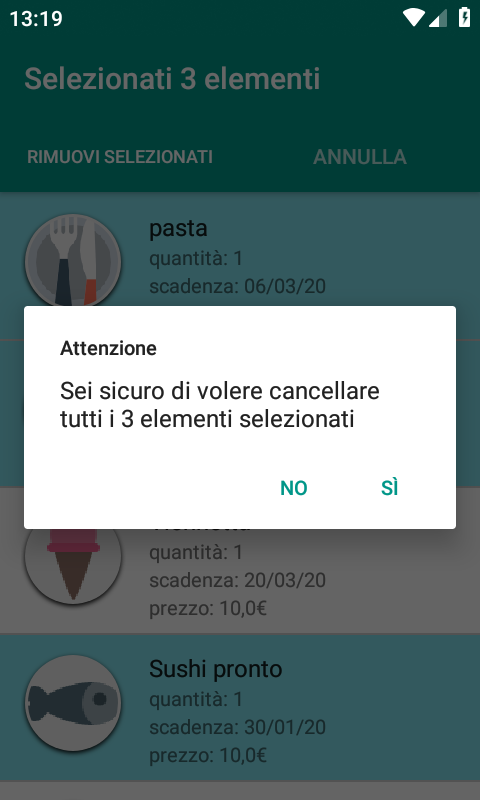 13:19
Selezionati 3 elementi
RIMUOVI SELEZIONATI
ANNULLA
pasta
quantità: 1
scadenza: 06/03/20
Attenzione
Sei sicuro di volere cancellare
tutti i 3 elementi selezionati
NO
SÌ
quantità: 1
scadenza: 20/03/20
prezzo: 10,0€
Sushi pronto
quantità: 1
scadenza: 30/01/20
prezzo: 10,0€